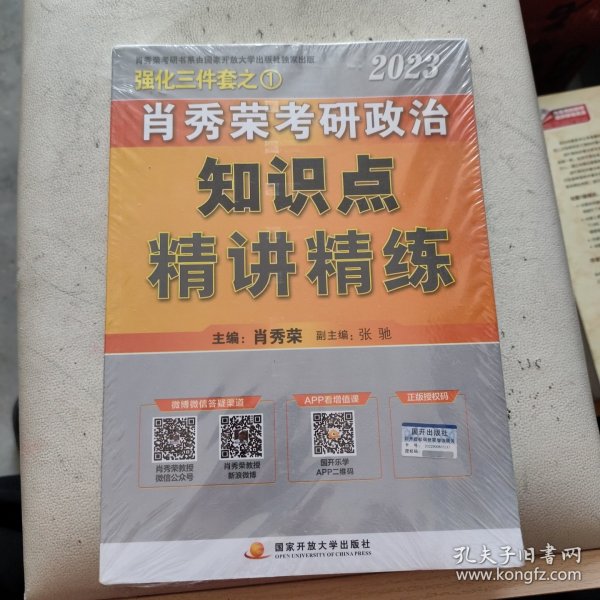 肖秀荣考研书系由国家开放大学出版社独家出版
强化三件套之①
2023
肖秀荣考研政治
知识点
精讲精练
主编：肖秀荣 副主编：张驰
微博微信答疑渠道
肖秀荣教授
微信公众号
肖秀荣教授
新浪微博
APP看增值课
国开乐学
APP二维码
正版授权码
国开出版社
国家开放大学出版社
OPEN UNIVERSITY OF CHINA PRESS
孔夫子旧书网
www.kongfz.com